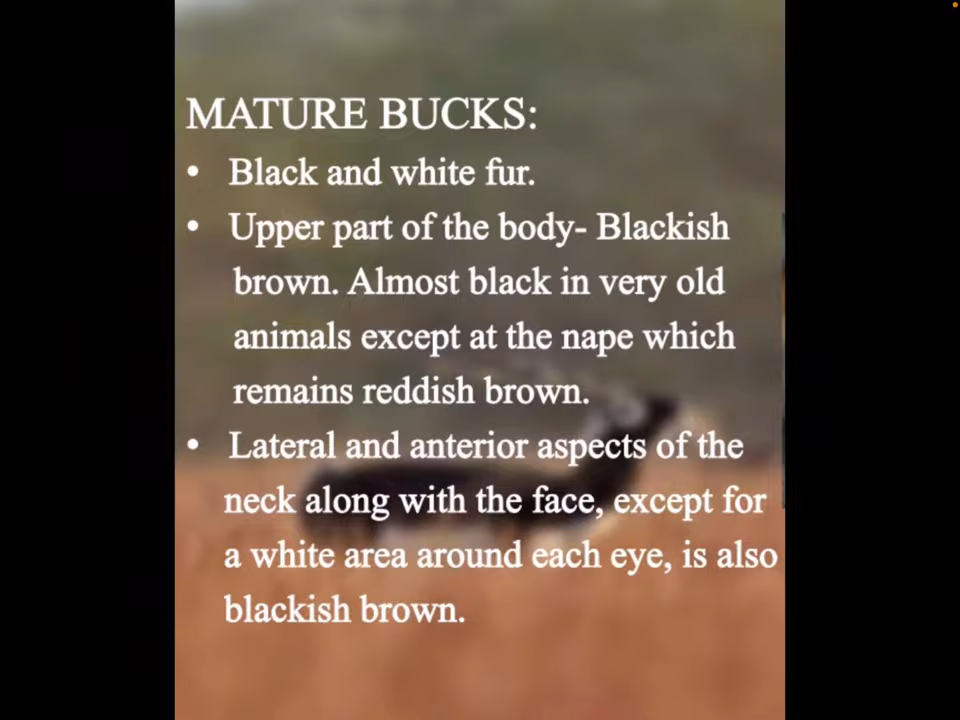 MATURE BUCKS:
• Black and white fur.
• Upper part of the body- Blackish
brown. Almost black in very old
animals except at the nape which
remains reddish brown.
• Lateral and anterior aspects of the
neck along with the face, except for
a white area around each eye, is also
blackish brown.